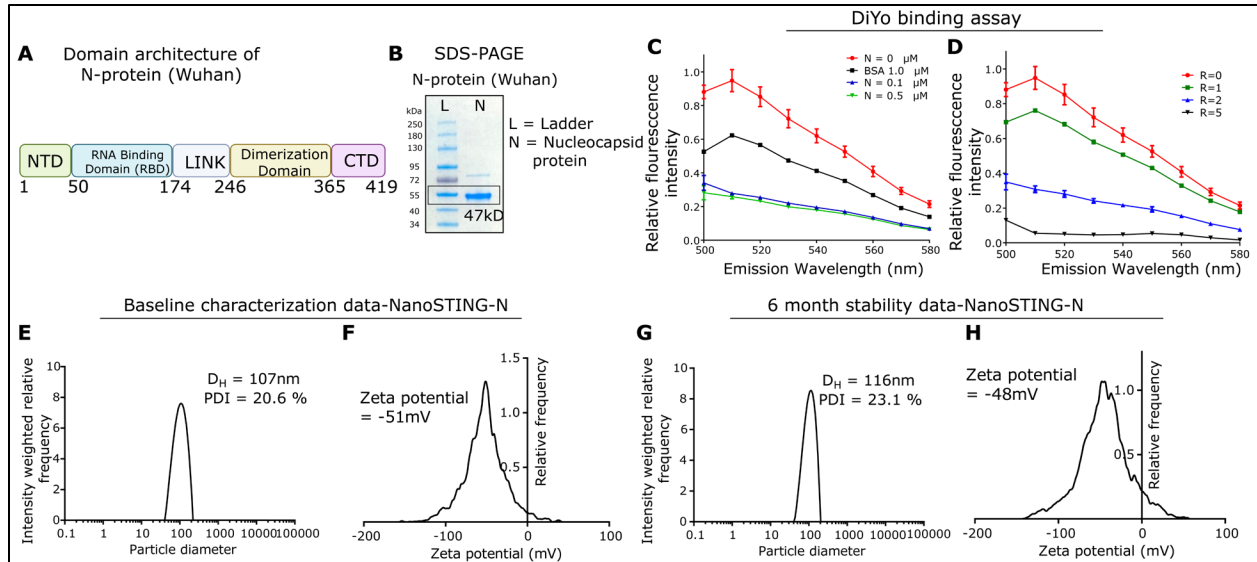 DiYo binding assay
A
Domain architecture of
N-protein (Wuhan)
NTD
RNA Binding
Domain (RBD)
LINK
Dimerization
Domain
CTD
1
50
174
246
365
419
B
SDS-PAGE
N-protein (Wuhan)
L
N
kDa
250
180
130
95
72
55
40
34
47kD
L = Ladder
N = Nucleocapsid
protein
C
Relative flourescence
intensity
1.0
0.8
0.6
0.4
0.2
0.0
500
520
540
560
580
Emission Wavelength (nm)
N = 0 µM
BSA 1.0 µM
N = 0.1 µM
N = 0.5 µM
D
Relative flourescence
intensity
1.0
0.8
0.6
0.4
0.2
0.0
500
520
540
560
580
Emission Wavelength (nm)
R=0
R=1
R=2
R=5
Baseline characterization data-NanoSTING-N
E
Intensity weighted relative
frequency
10
8
6
4
2
0
0.1
1
10
100
1000
10000
100000
Particle diameter
DH = 107nm
PDI = 20.6 %
F
Zeta potential
= -51mV
1.5
1.0
0.5
Relative frequency
-200
-100
0
100
Zeta potential (mV)
6 month stability data-NanoSTING-N
G
Intensity weighted relative
frequency
10
8
6
4
2
0
0.1
1
10
100
1000
10000
100000
Particle diameter
DH = 116nm
PDI = 23.1 %
H
Zeta potential
= -48mV
1.0
0.5
Relative frequency
-200
-100
0
100
Zeta potential (mV)